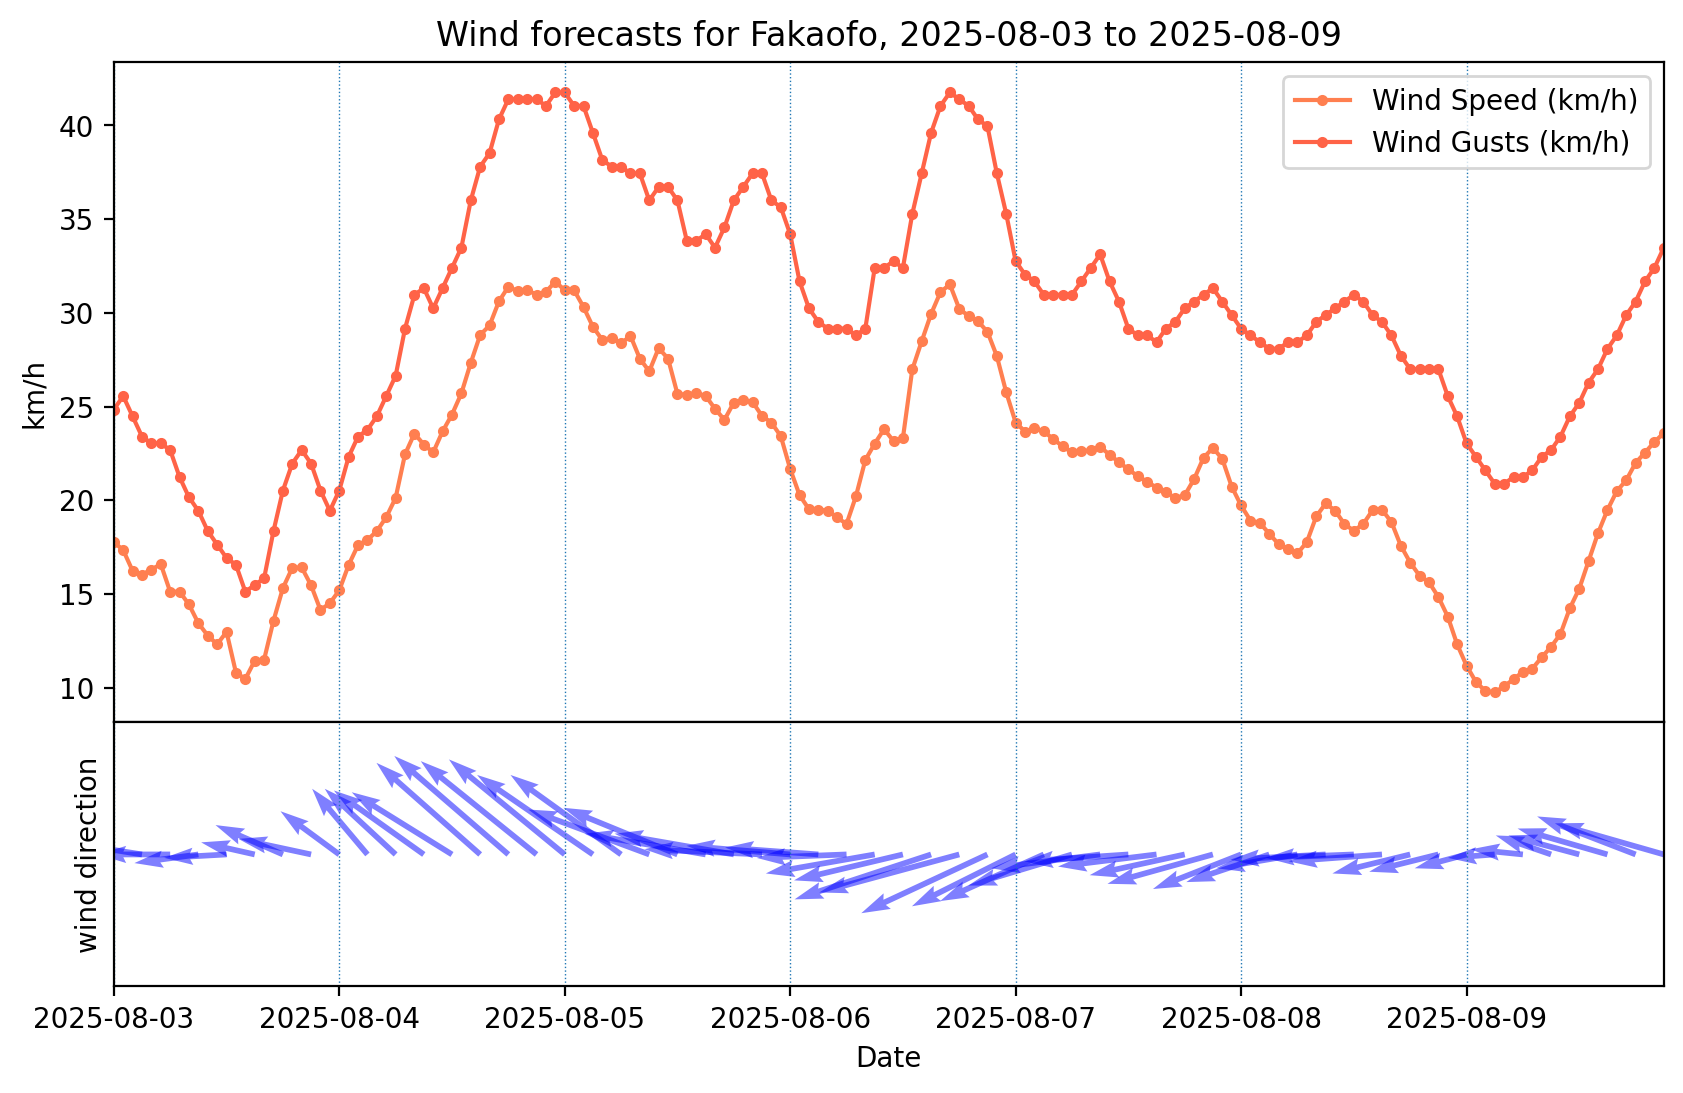 Wind forecasts for Fakaofo, 2025-08-03 to 2025-08-09
Wind Speed (km/h)
Wind Gusts (km/h)
km/h
40
35
30
25
20
15
10
wind direction
2025-08-03
2025-08-04
2025-08-05
2025-08-06
2025-08-07
2025-08-08
2025-08-09
Date